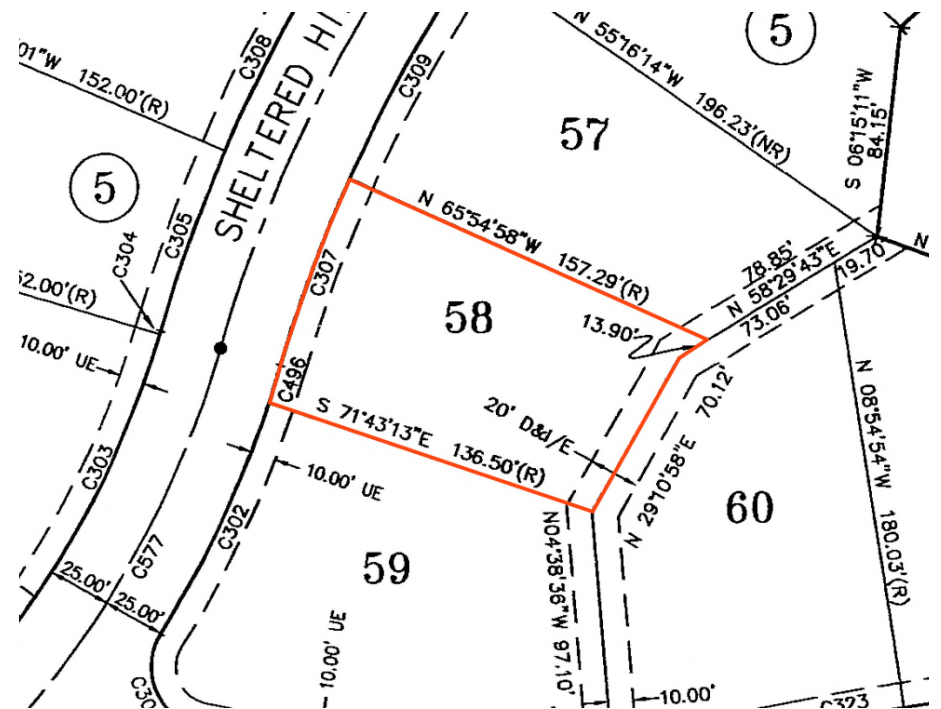 C308
SHELTERED HI
C309
N 55°16'14"W 196.23'(NR)
5
01"W 152.00'(R)
57
S 06°15'11"W
84.15'
5
C304
C305
N 65°54'58"W 157.29'(R)
N
78.85'
N 58°29'43"E
19.70
73.06'
52.00'(R)
C307
58
13.90'
10.00' UE
C496
S 71°43'13"E 136.50'(R)
20' D&U/E
N 29°10'58"E 70.12'
N 08°54'54"W 180.03'(R)
C303
10.00' UE
C302
60
C577
N04°38'36"W 97.10'
59
25.00'
25.00'
10.00' UE
10.00'
C30
C323